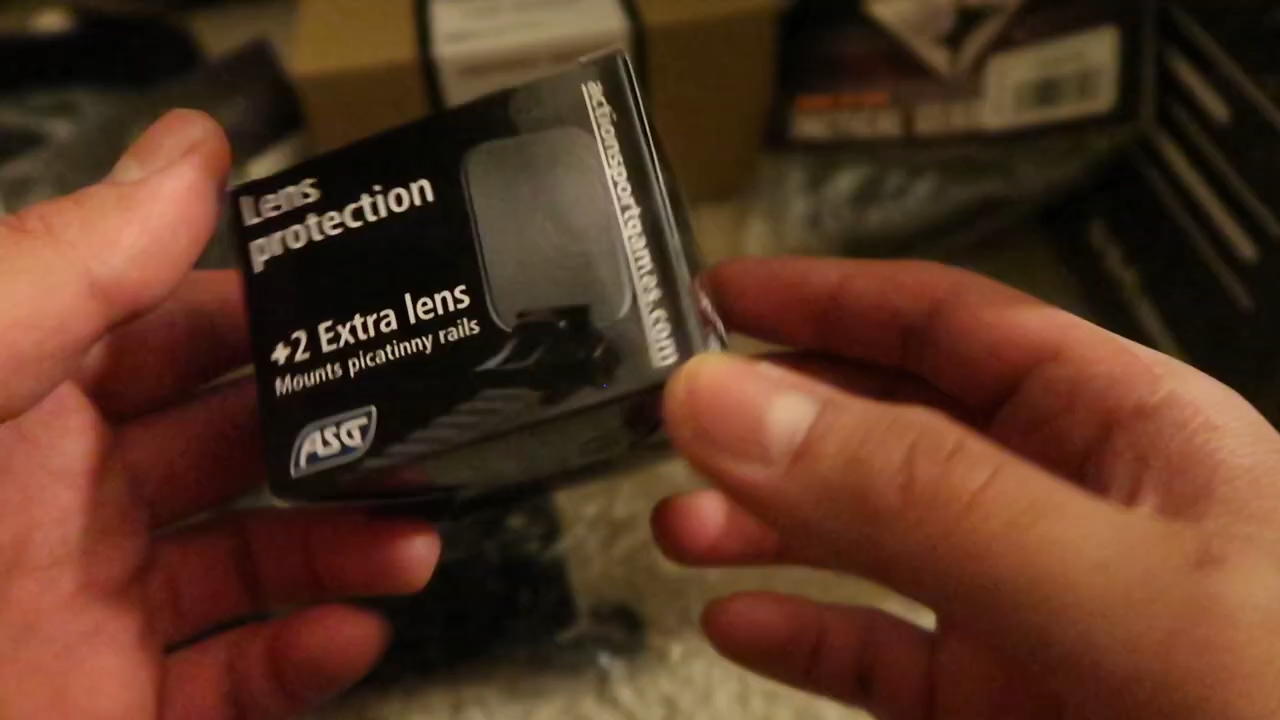 Lens
protection
+2 Extra lens
Mounts picatinny rails
ASG
actionsportgames.com